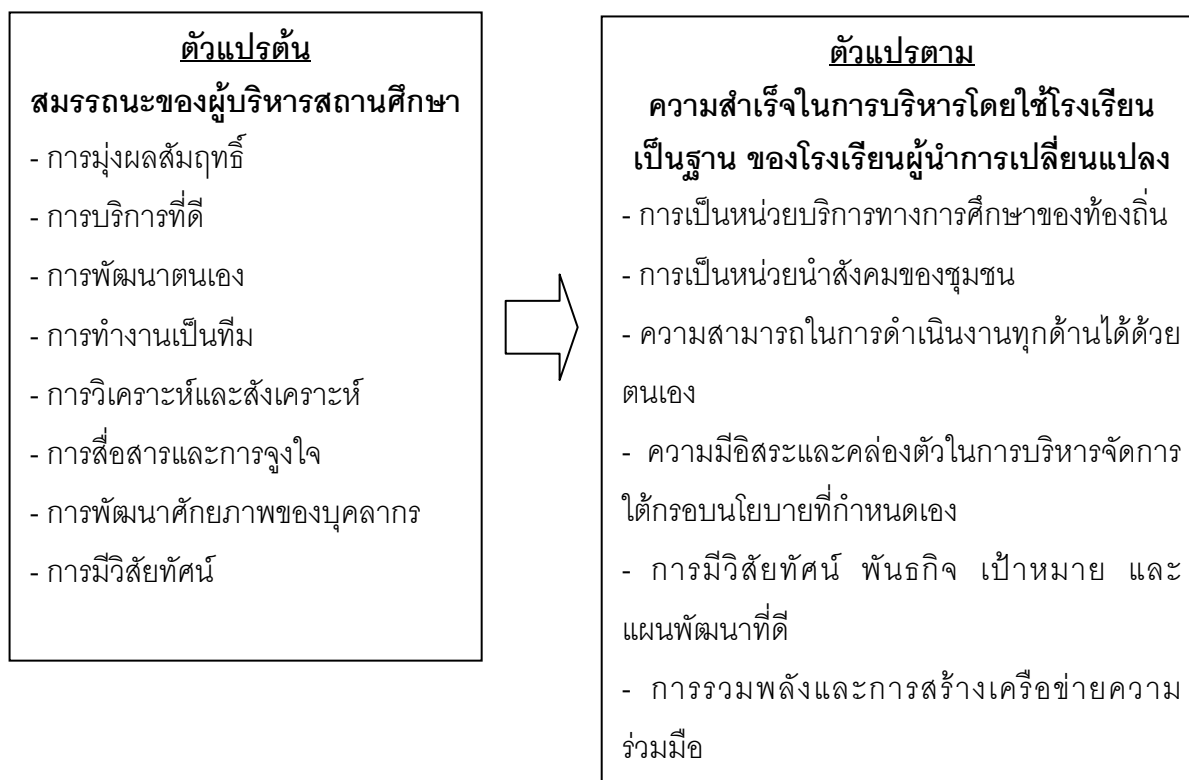 ตัวแปรต้น
สมรรถนะของผู้บริหารสถานศึกษา
- การมุ่งผลสัมฤทธิ์
- การบริการที่ดี
- การพัฒนาตนเอง
- การทำงานเป็นทีม
- การวิเคราะห์และสังเคราะห์
- การสื่อสารและการจูงใจ
- การพัฒนาศักยภาพของบุคลากร
- การมีวิสัยทัศน์
ตัวแปรตาม
ความสำเร็จในการบริหารโดยใช้โรงเรียน
เป็นฐาน ของโรงเรียนผู้นำการเปลี่ยนแปลง
- การเป็นหน่วยบริการทางการศึกษาของท้องถิ่น
- การเป็นหน่วยนำสังคมของชุมชน
- ความสามารถในการดำเนินงานทุกด้านได้ด้วย
ตนเอง
- ความมีอิสระและคล่องตัวในการบริหารจัดการ
ใต้กรอบนโยบายที่กำหนดเอง
- การมีวิสัยทัศน์ พันธกิจ เป้าหมาย และ
แผนพัฒนาที่ดี
- การรวมพลังและการสร้างเครือข่ายความ
ร่วมมือ